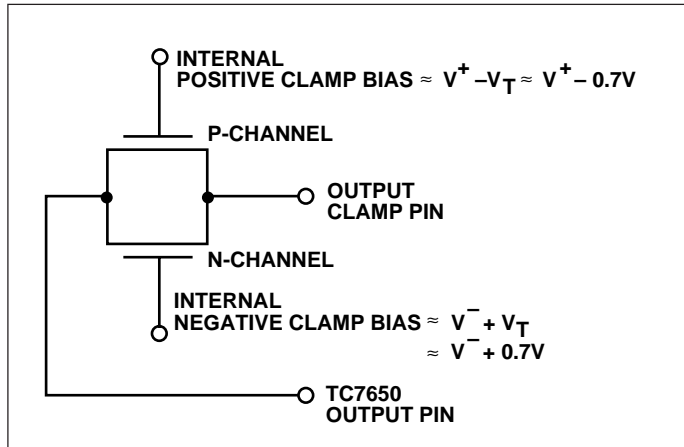 INTERNAL
POSITIVE CLAMP BIAS ≈ V⁺ –V_T ≈ V⁺ – 0.7V
P-CHANNEL
OUTPUT
CLAMP PIN
N-CHANNEL
INTERNAL
NEGATIVE CLAMP BIAS ≈ V⁻ + V_T
≈ V⁻ + 0.7V
TC7650
OUTPUT PIN